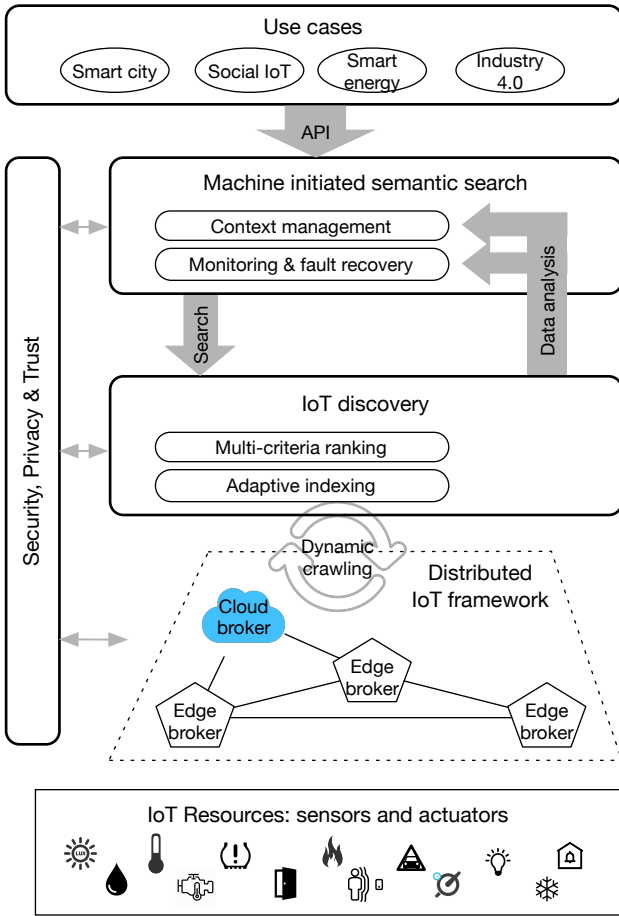 Use cases
Smart city
Social IoT
Smart
energy
Industry
4.0
API
Machine initiated semantic search
Context management
Monitoring & fault recovery
Search
Data analysis
Security, Privacy & Trust
IoT discovery
Multi-criteria ranking
Adaptive indexing
Dynamic
crawling
Distributed
IoT framework
Cloud
broker
Edge
broker
Edge
broker
Edge
broker
IoT Resources: sensors and actuators
LUX